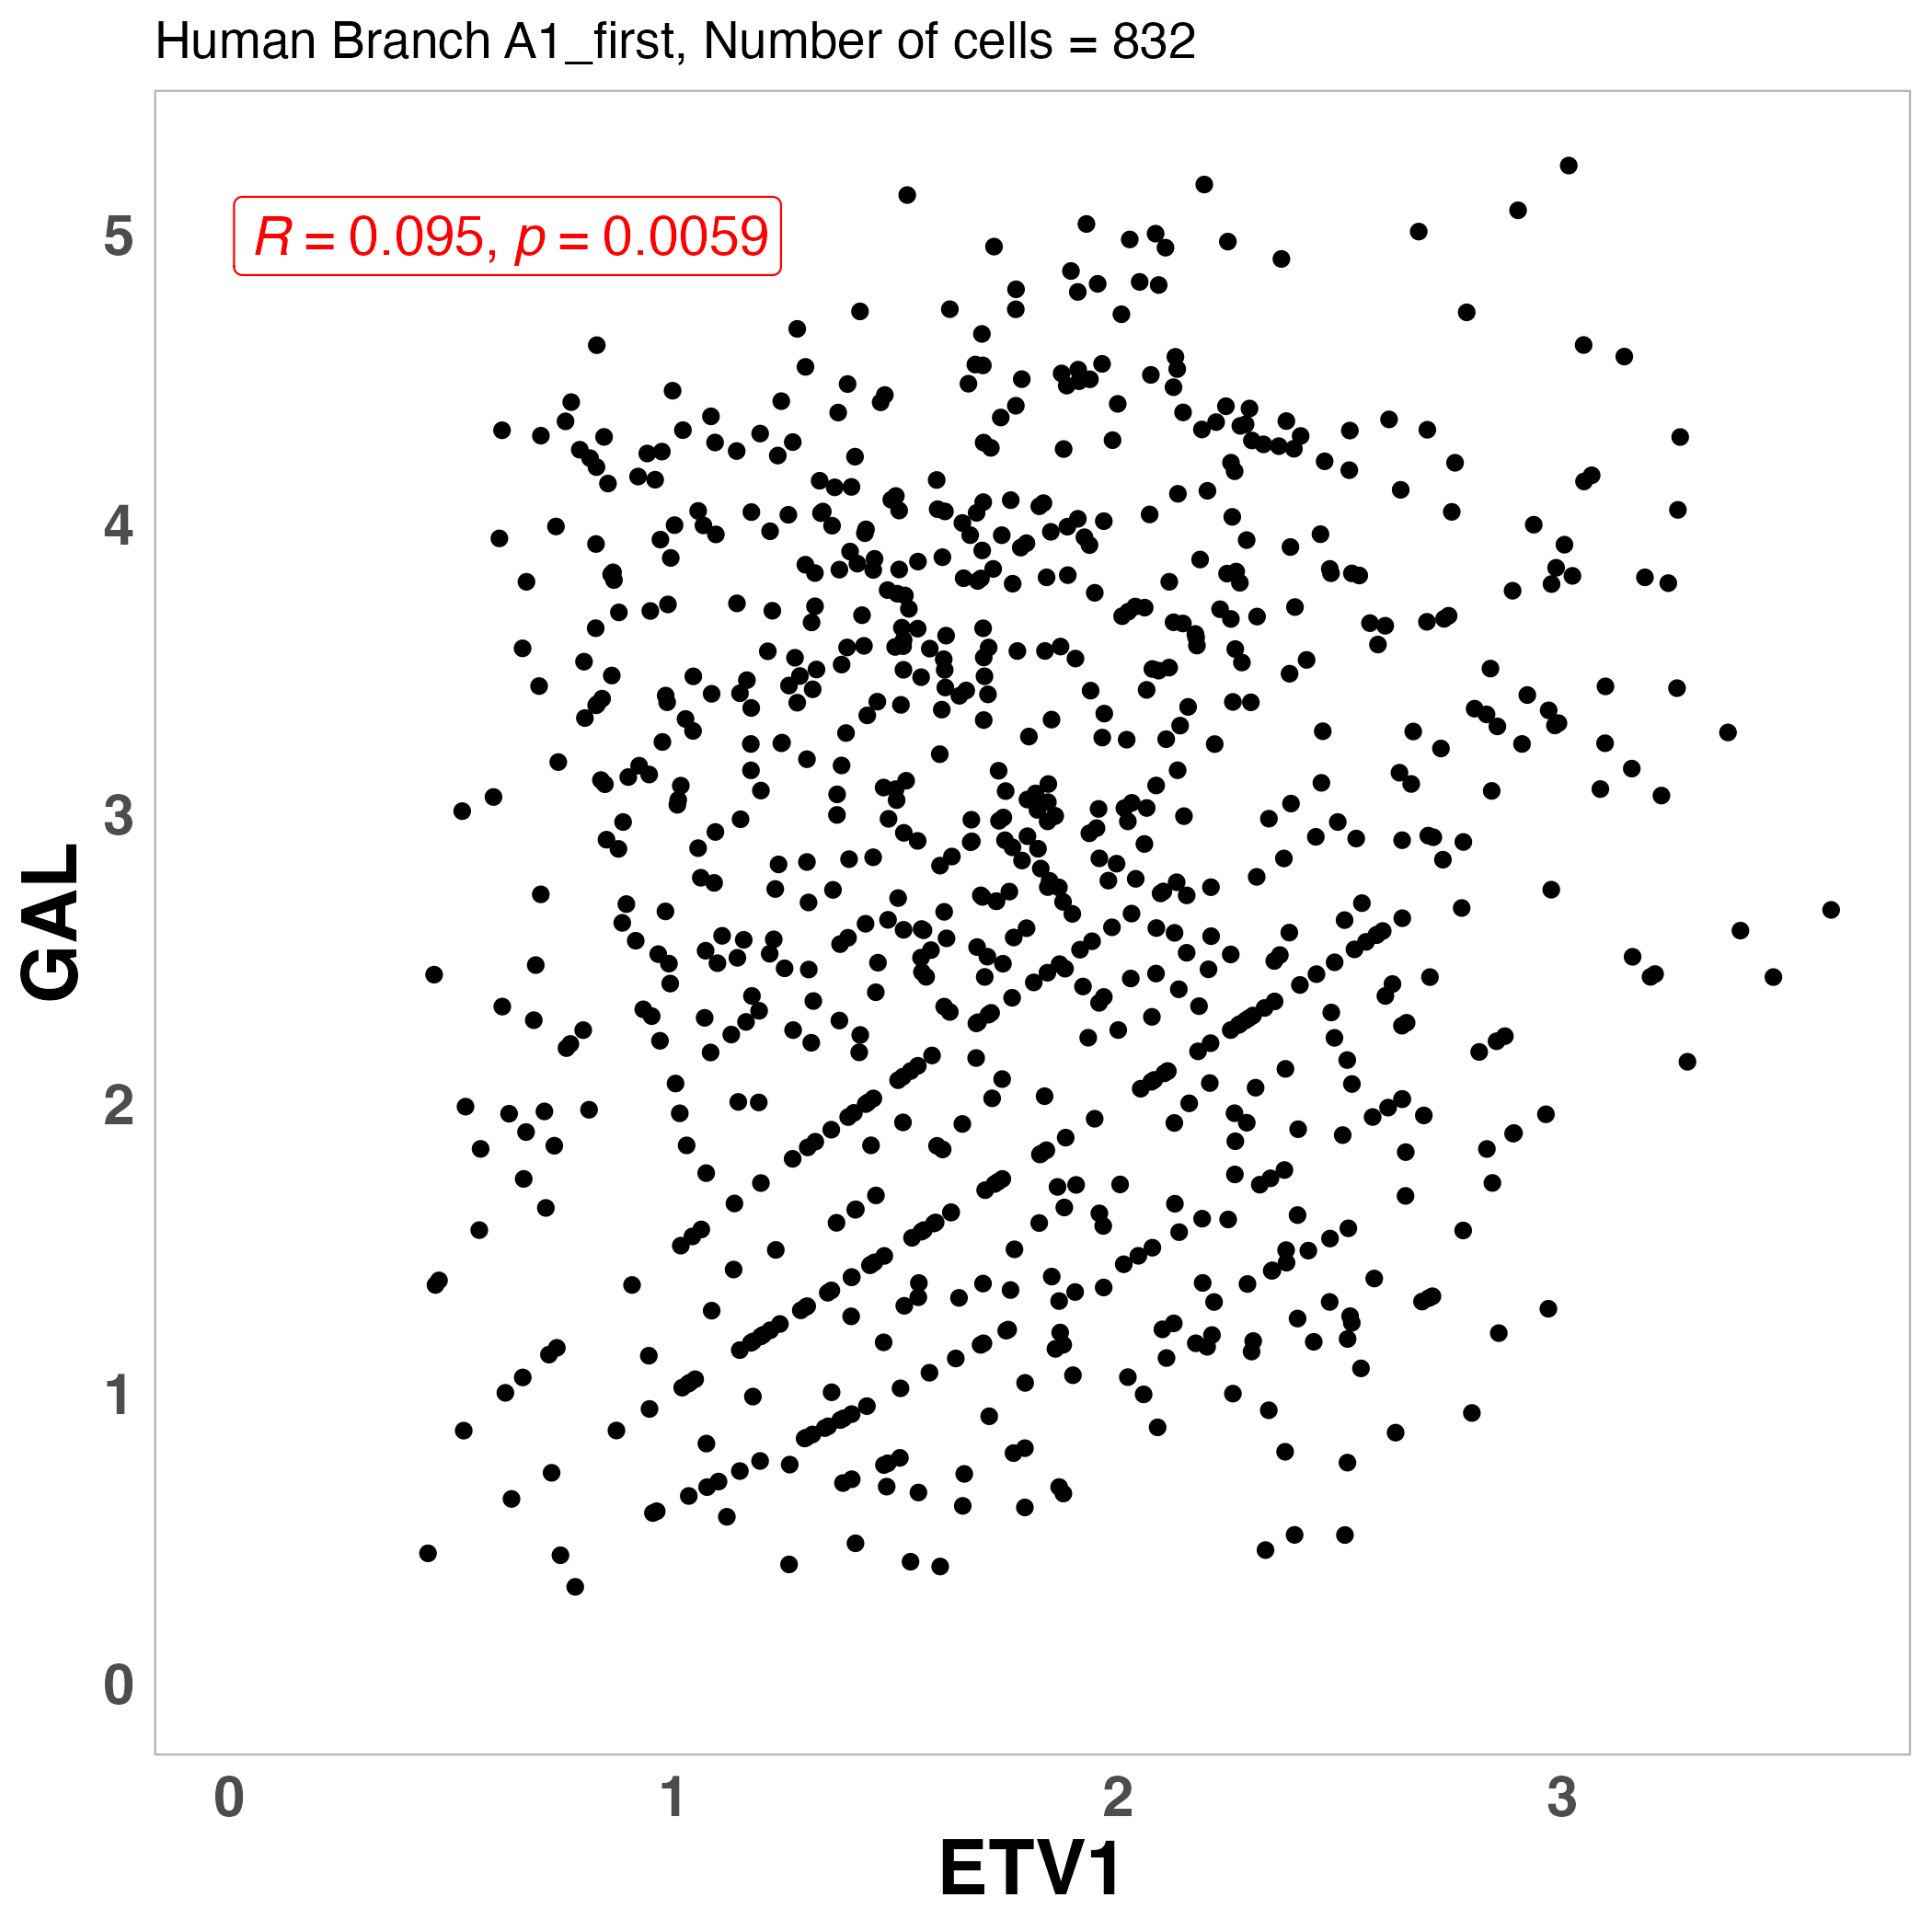 Human Branch A1_first, Number of cells = 832
R = 0.095, p = 0.0059
5
4
3
2
1
0
GAL
0 1 2 3
ETV1